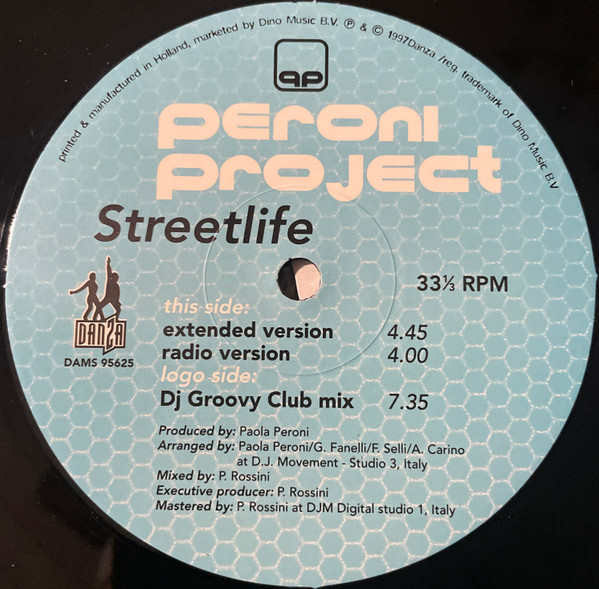 printed & manufactured in Holland, marketed by Dino Music B.V. ℗ & © 1997 Danza /reg. trademark of Dino Music B.V
pp
peroni
project
Streetlife
33⅓ RPM
DANZA
DAMS 95625
this side:
extended version 4.45
radio version 4.00
logo side:
Dj Groovy Club mix 7.35
Produced by: Paola Peroni
Arranged by: Paola Peroni/G. Fanelli/F. Selli/A. Carino
at D.J. Movement - Studio 3, Italy
Mixed by: P. Rossini
Executive producer: P. Rossini
Mastered by: P. Rossini at DJM Digital studio 1, Italy